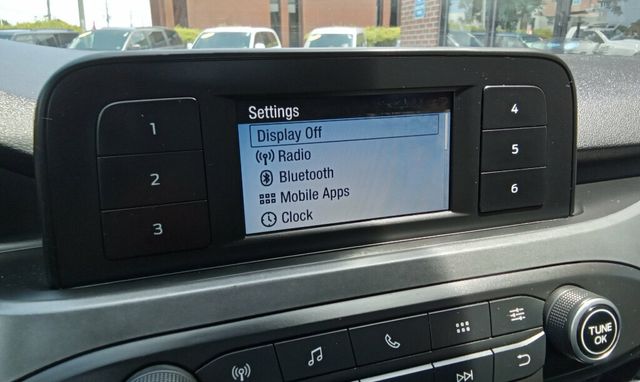 Settings
Display Off
Radio
Bluetooth
Mobile Apps
Clock
1
2
3
4
5
6
TUNE
OK